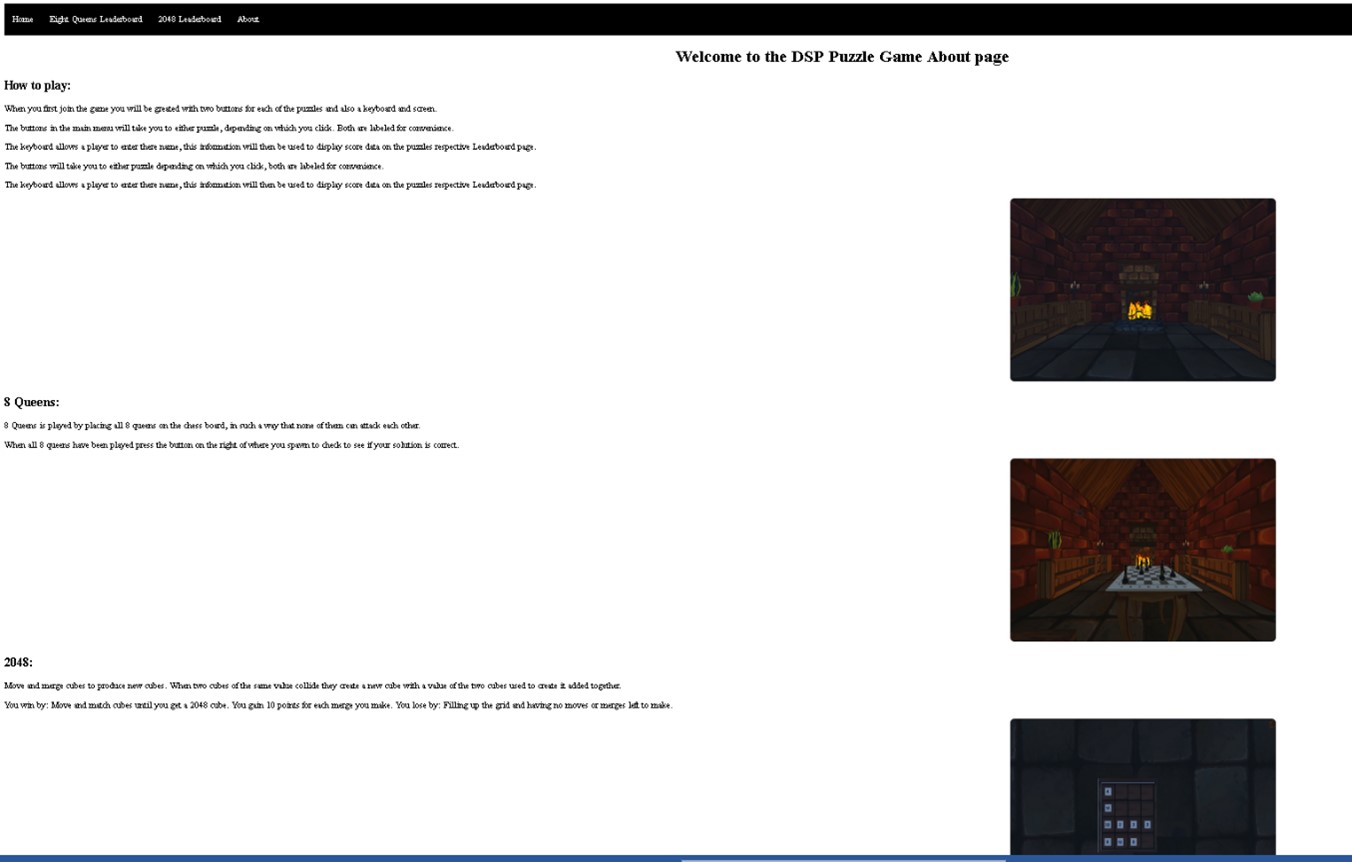 Home Eight Queens Leaderboard 2048 Leaderboard About
Welcome to the DSP Puzzle Game About page
How to play:
When you first join the game you will be greated with two buttons for each of the puzzles and also a keyboard and screen.
The buttons in the main menu will take you to either puzzle, depending on which you click. Both are labeled for convenience.
The keyboard allows a player to enter there name, this information will then be used to display score data on the puzzles respective Leaderboard page.
The buttons will take you to either puzzle depending on which you click, both are labeled for convenience.
The keyboard allows a player to enter there name, this information will then be used to display score data on the puzzles respective Leaderboard page.
8 Queens:
8 Queens is played by placing all 8 queens on the chess board, in such a way that none of them can attack each other.
When all 8 queens have been played press the button on the right of where you spawn to check to see if your solution is correct.
2048:
Move and merge cubes to produce new cubes. When two cubes of the same value collide they create a new cube with a value of the two cubes used to create it added together.
You win by: Move and match cubes until you get a 2048 cube. You gain 10 points for each merge you make. You lose by: Filling up the grid and having no moves or merges left to make.